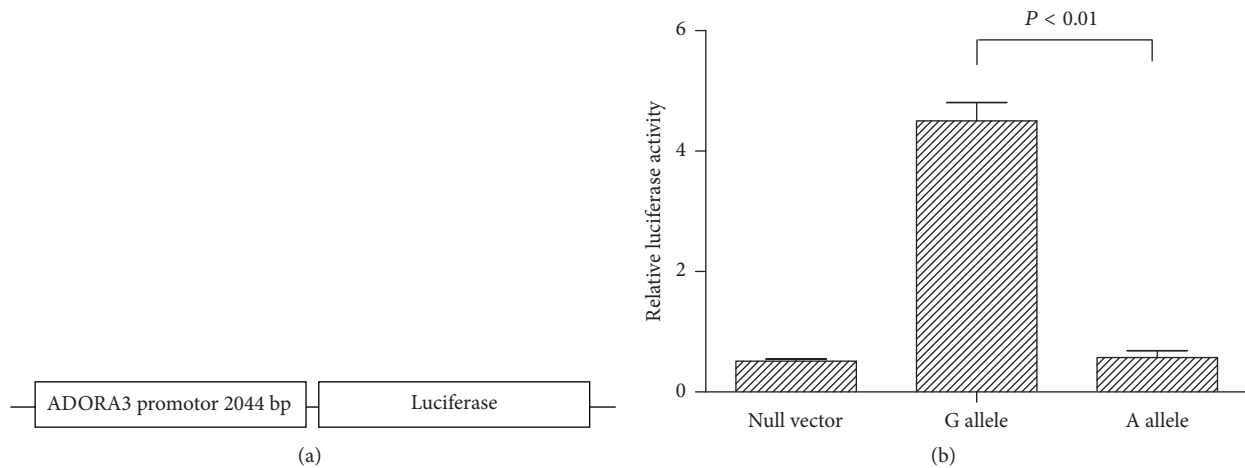 ADORA3 promotor 2044 bp
Luciferase
(a)
P < 0.01
6
4
2
0
Relative luciferase activity
Null vector
G allele
A allele
(b)